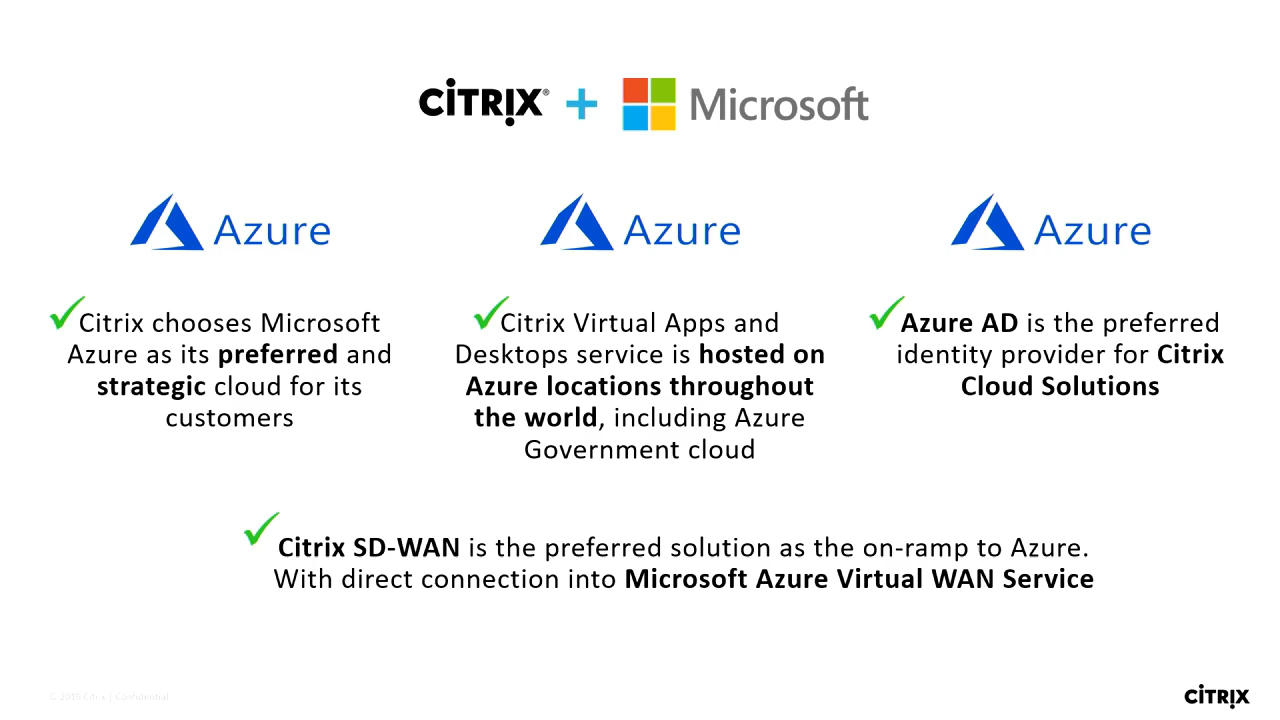 CITRIX® + Microsoft
Azure
Azure
Azure
Citrix chooses Microsoft
Azure as its preferred and
strategic cloud for its
customers
Citrix Virtual Apps and
Desktops service is hosted on
Azure locations throughout
the world, including Azure
Government cloud
Azure AD is the preferred
identity provider for Citrix
Cloud Solutions
Citrix SD-WAN is the preferred solution as the on-ramp to Azure.
With direct connection into Microsoft Azure Virtual WAN Service
© Citrix | Confidential
CITRIX